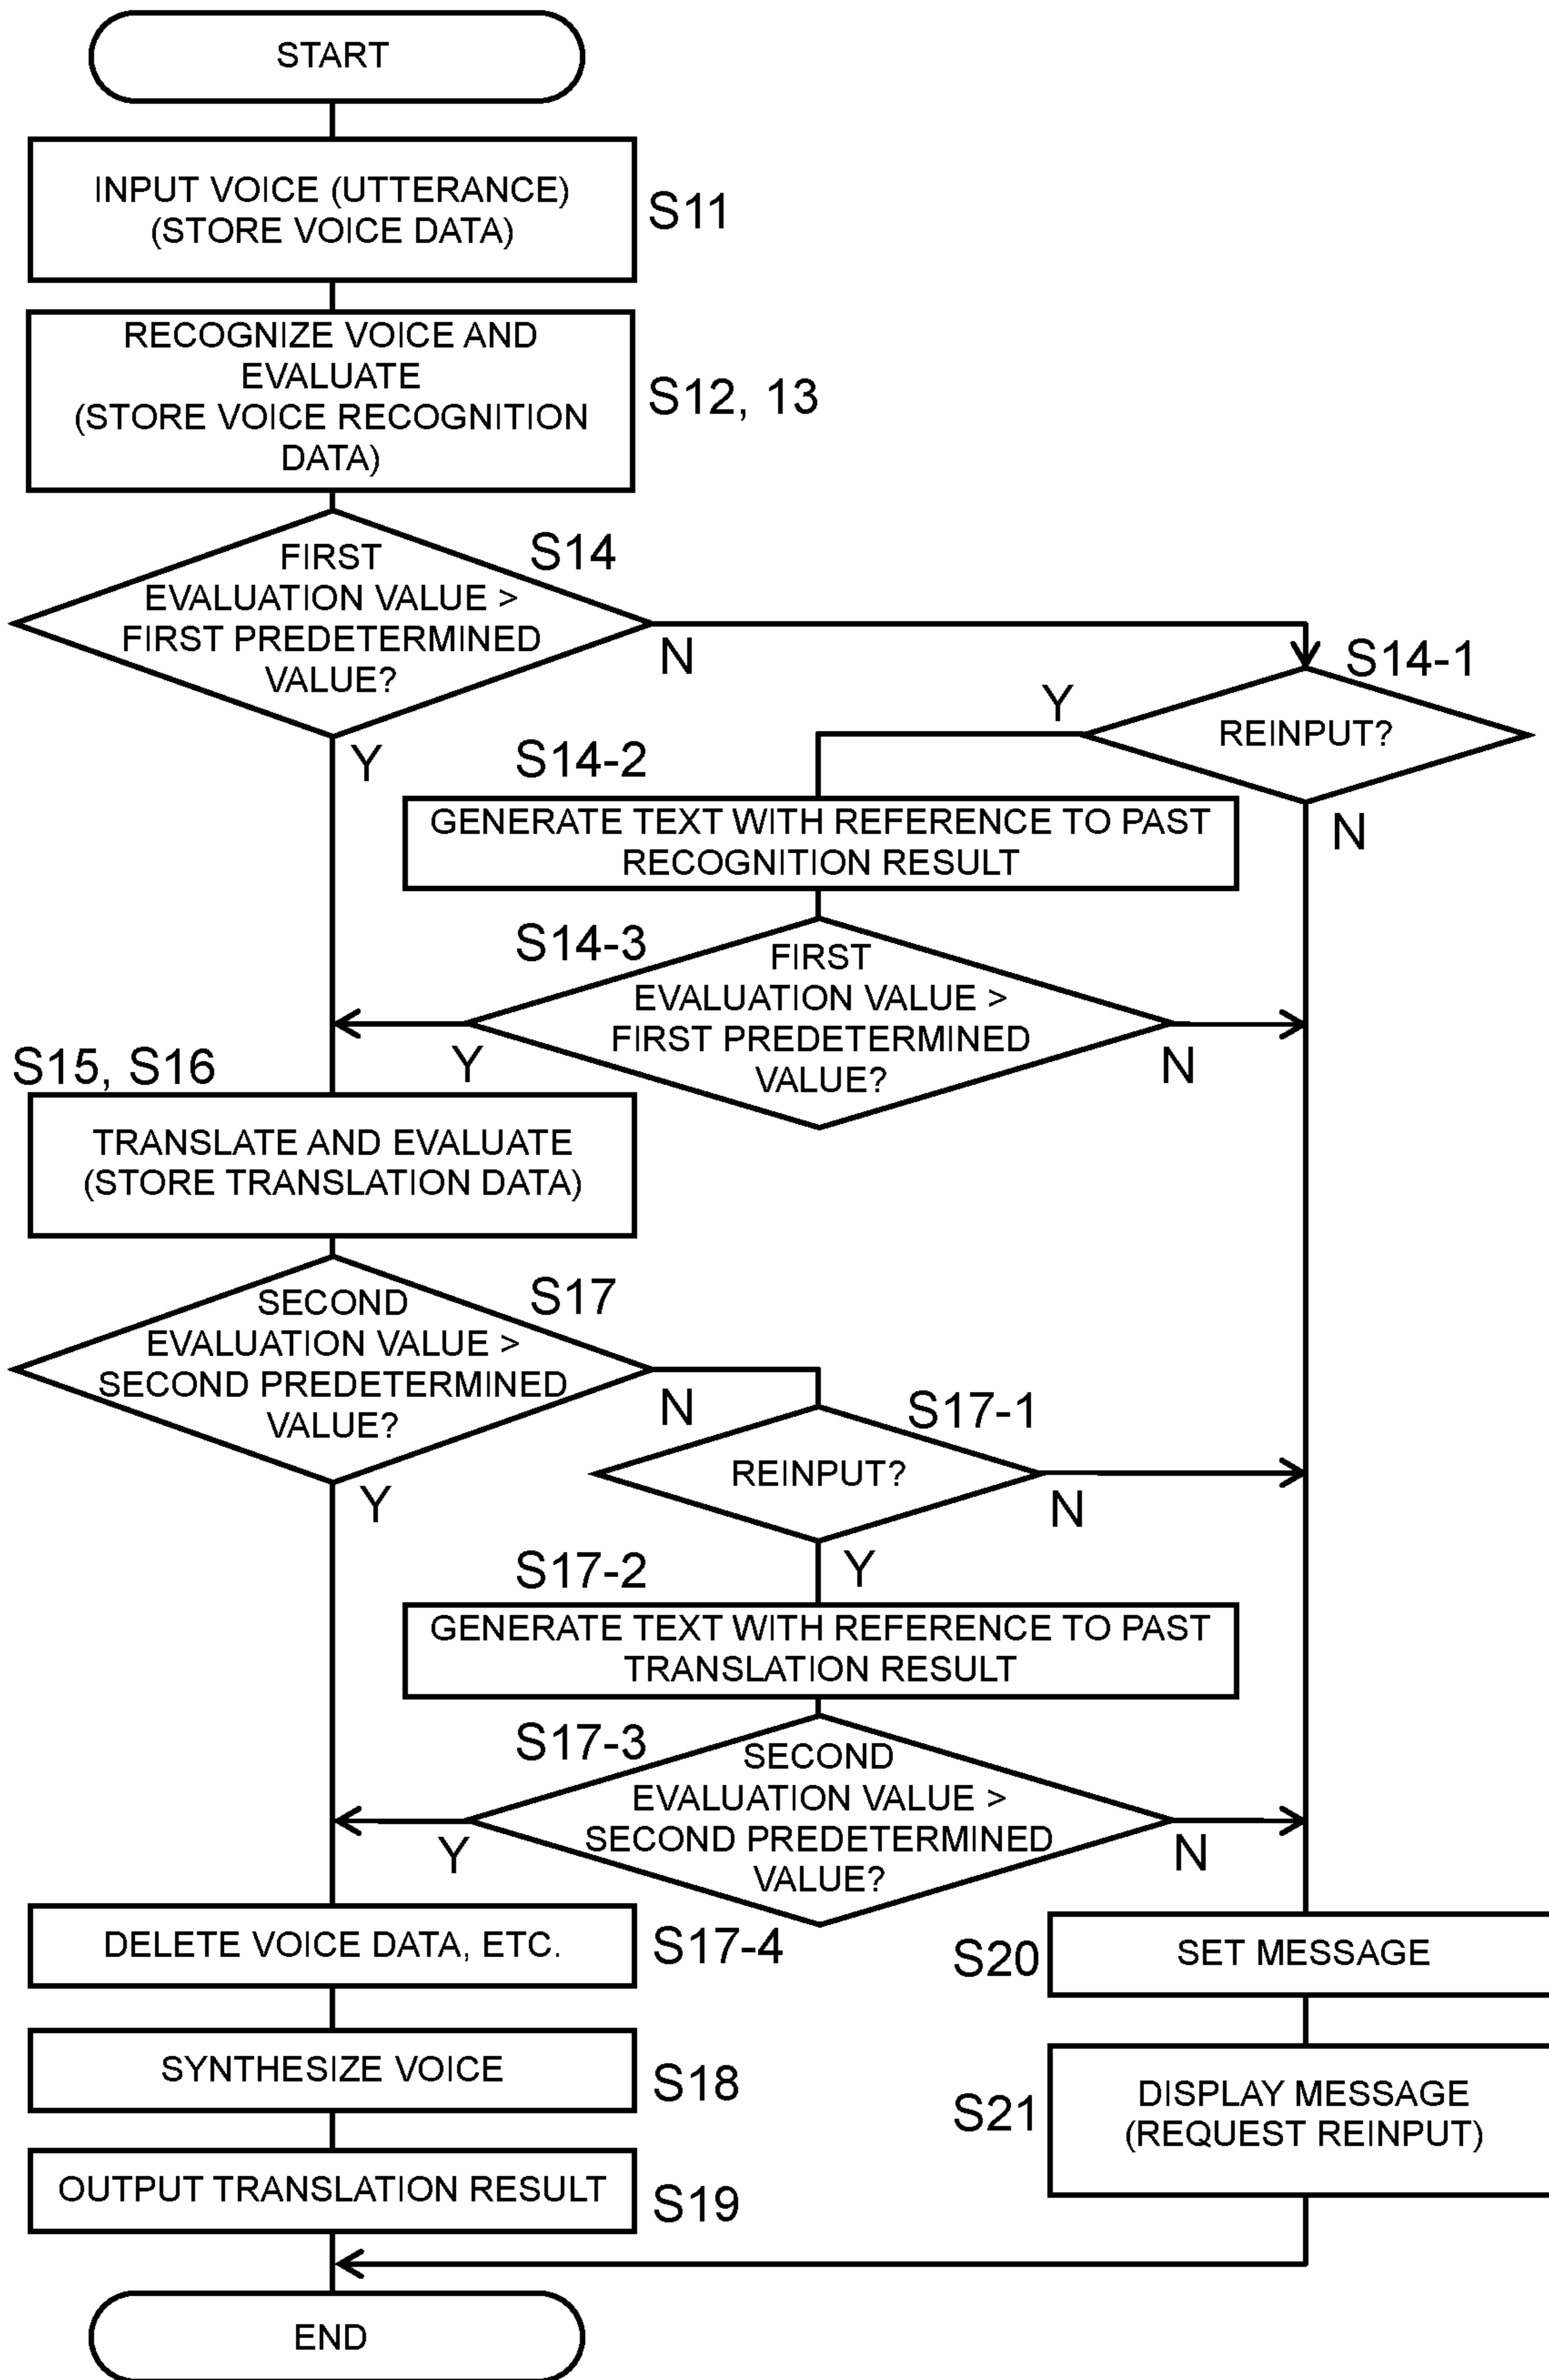 START
INPUT VOICE (UTTERANCE)
(STORE VOICE DATA)
S11
RECOGNIZE VOICE AND
EVALUATE
(STORE VOICE RECOGNITION
DATA)
S12, 13
FIRST
EVALUATION VALUE >
FIRST PREDETERMINED
VALUE?
S14
N
Y
S14-1
REINPUT?
Y
N
S14-2
GENERATE TEXT WITH REFERENCE TO PAST
RECOGNITION RESULT
S14-3
FIRST
EVALUATION VALUE >
FIRST PREDETERMINED
VALUE?
Y
N
S15, S16
TRANSLATE AND EVALUATE
(STORE TRANSLATION DATA)
SECOND
EVALUATION VALUE >
SECOND PREDETERMINED
VALUE?
S17
N
Y
S17-1
REINPUT?
N
Y
S17-2
GENERATE TEXT WITH REFERENCE TO PAST
TRANSLATION RESULT
S17-3
SECOND
EVALUATION VALUE >
SECOND PREDETERMINED
VALUE?
Y
N
DELETE VOICE DATA, ETC.
S17-4
S20
SET MESSAGE
SYNTHESIZE VOICE
S18
S21
DISPLAY MESSAGE
(REQUEST REINPUT)
OUTPUT TRANSLATION RESULT
S19
END